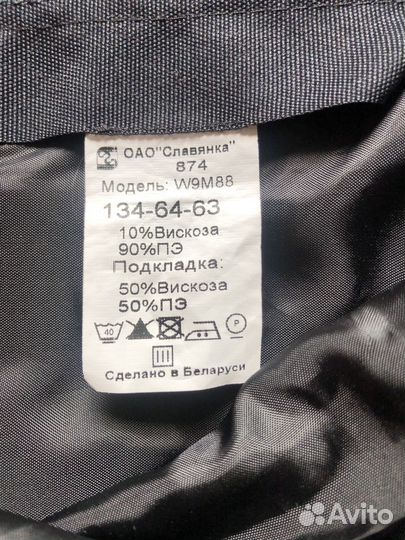 ОАО"Славянка"
874
Модель: W9M88
134-64-63
10%Вискоза
90%ПЭ
Подкладка:
50%Вискоза
50%ПЭ
40 P
Сделано в Беларуси
Avito